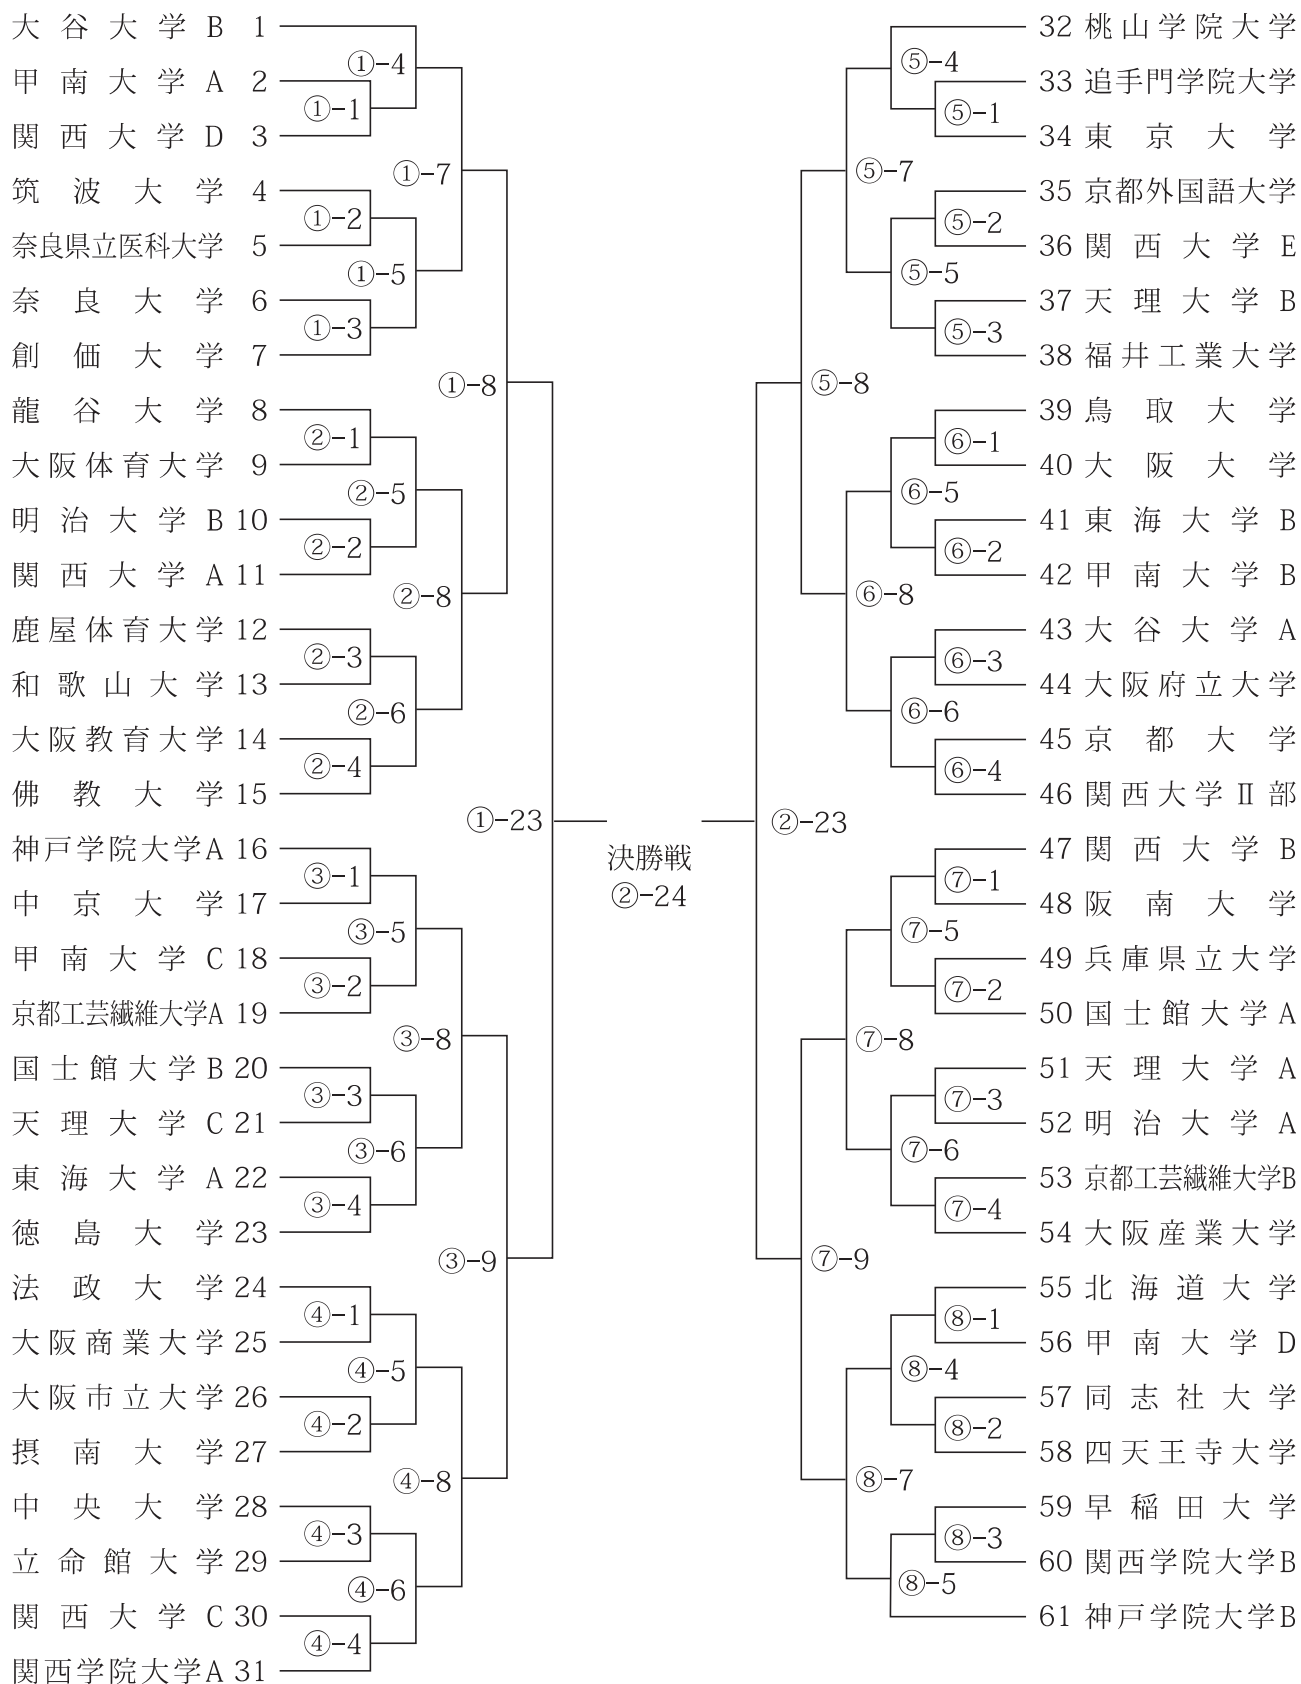 大谷大学B 1
甲南大学A 2
関西大学D 3
筑波大学 4
奈良県立医科大学 5
奈良大学 6
創価大学 7
龍谷大学 8
大阪体育大学 9
明治大学B 10
関西大学A 11
鹿屋体育大学 12
和歌山大学 13
大阪教育大学 14
佛教大学 15
神戸学院大学A 16
中京大学 17
甲南大学C 18
京都工芸繊維大学A 19
国士館大学B 20
天理大学C 21
東海大学A 22
徳島大学 23
法政大学 24
大阪商業大学 25
大阪市立大学 26
摂南大学 27
中央大学 28
立命館大学 29
関西大学C 30
関西学院大学A 31
①-4
①-1
①-7
①-2
①-5
①-3
①-8
②-1
②-5
②-2
②-8
②-3
②-6
②-4
①-23
③-1
③-5
③-2
③-8
③-3
③-6
③-4
③-9
④-1
④-5
④-2
④-8
④-3
④-6
④-4
決勝戦
②-24
⑤-4
⑤-1
⑤-7
⑤-2
⑤-5
⑤-3
⑤-8
⑥-1
⑥-5
⑥-2
⑥-8
⑥-3
⑥-6
⑥-4
②-23
⑦-1
⑦-5
⑦-2
⑦-8
⑦-3
⑦-6
⑦-4
⑦-9
⑧-1
⑧-4
⑧-2
⑧-7
⑧-3
⑧-5
32 桃山学院大学
33 追手門学院大学
34 東京大学
35 京都外国語大学
36 関西大学E
37 天理大学B
38 福井工業大学
39 鳥取大学
40 大阪大学
41 東海大学B
42 甲南大学B
43 大谷大学A
44 大阪府立大学
45 京都大学
46 関西大学Ⅱ部
47 関西大学B
48 阪南大学
49 兵庫県立大学
50 国士館大学A
51 天理大学A
52 明治大学A
53 京都工芸繊維大学B
54 大阪産業大学
55 北海道大学
56 甲南大学D
57 同志社大学
58 四天王寺大学
59 早稲田大学
60 関西学院大学B
61 神戸学院大学B